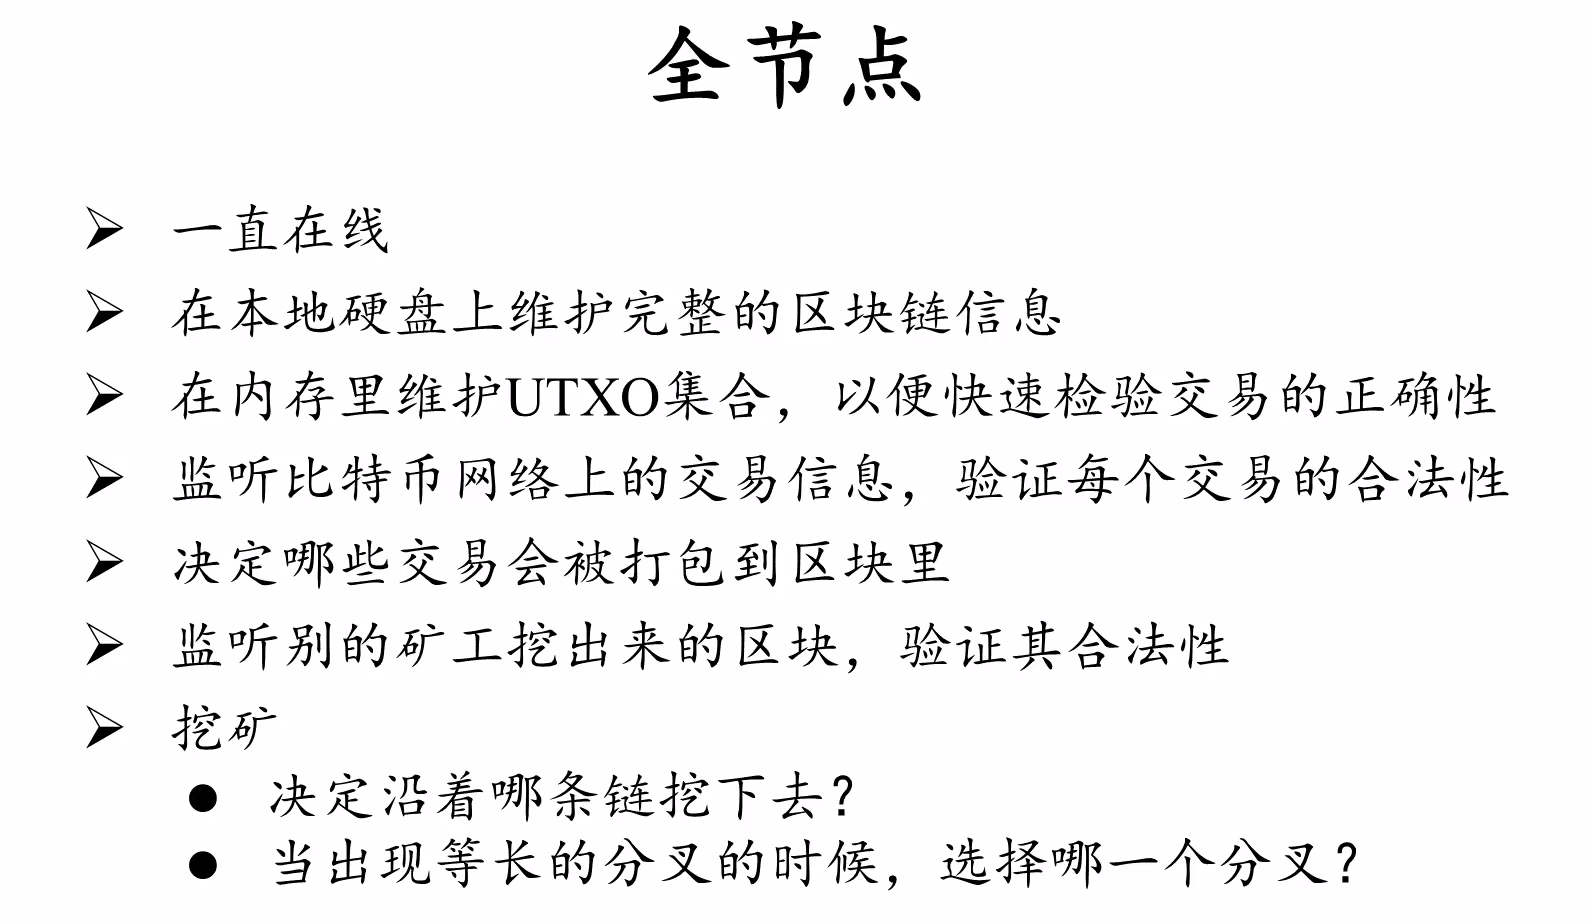 全节点
一直在线
在本地硬盘上维护完整的区块链信息
在内存里维护UTXO集合，以便快速检验交易的正确性
监听比特币网络上的交易信息，验证每个交易的合法性
决定哪些交易会被打包到区块里
监听别的矿工挖出来的区块，验证其合法性
挖矿
决定沿着哪条链挖下去？
当出现等长的分叉的时候，选择哪一个分叉？